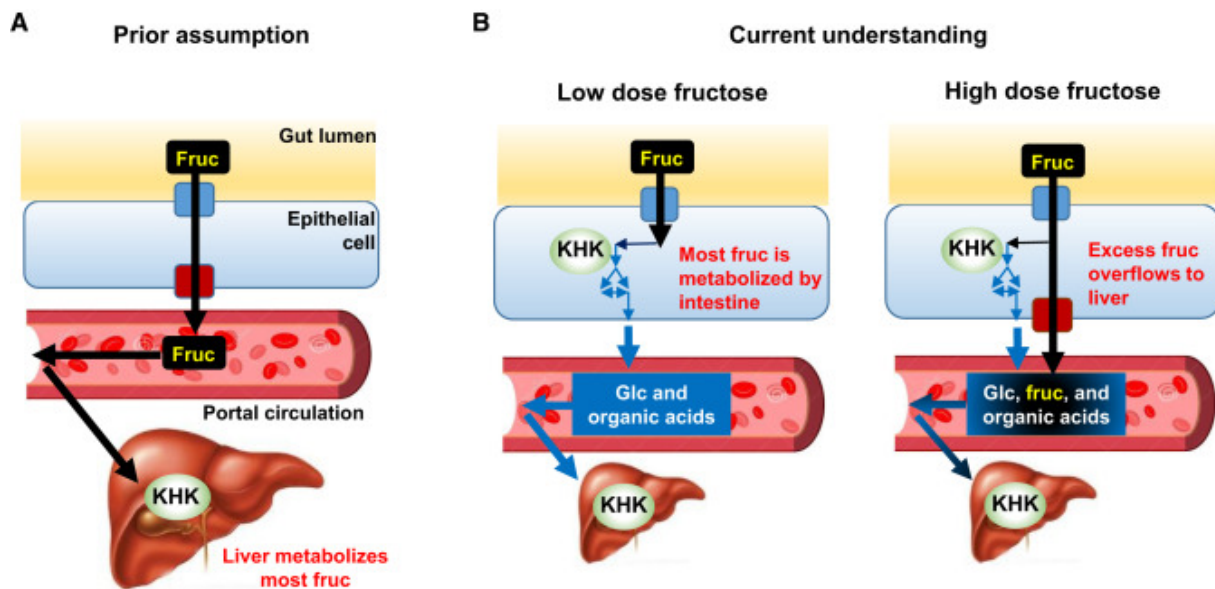 A
Prior assumption
Gut lumen
Fruc
Epithelial
cell
Fruc
Portal circulation
KHK
Liver metabolizes
most fruc
B
Current understanding
Low dose fructose
Fruc
KHK
Most fruc is
metabolized by
intestine
Glc and
organic acids
KHK
High dose fructose
Fruc
KHK
Excess fruc
overflows to
liver
Glc, fruc, and
organic acids
KHK